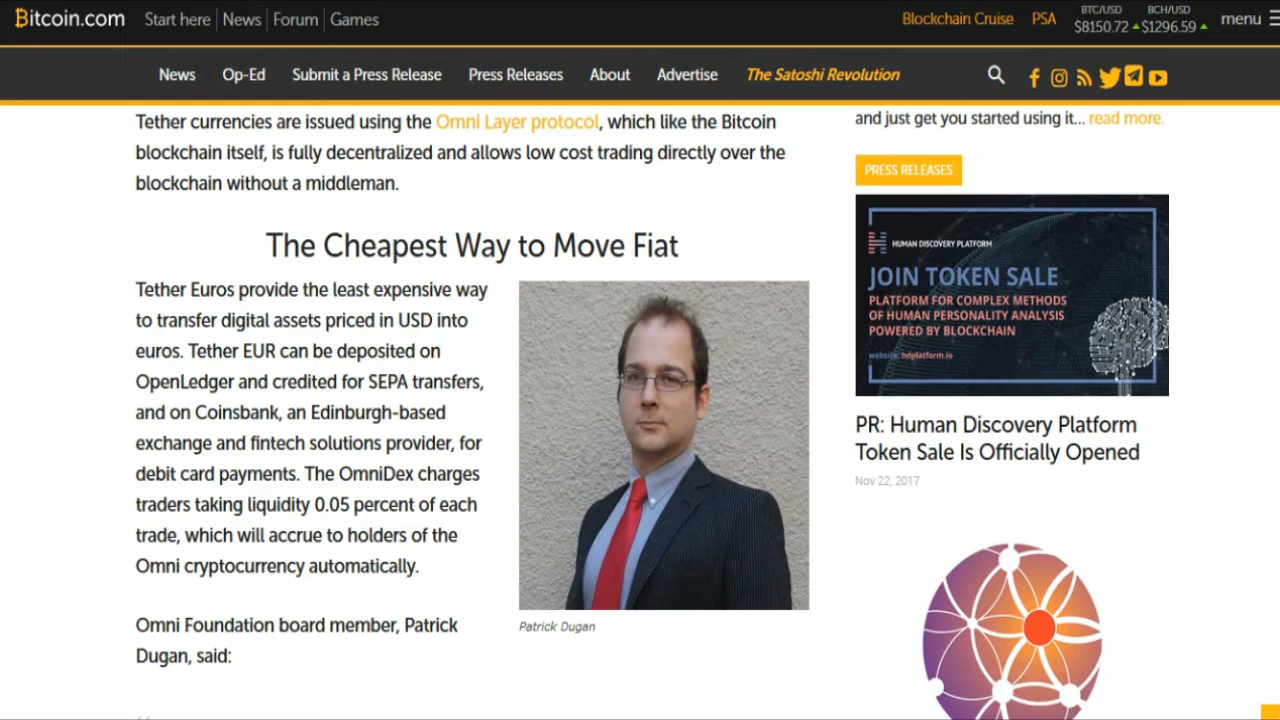 Bitcoin.com
Start here
News
Forum
Games
Blockchain Cruise
PSA
BTC/USD
$8150.72
BCH/USD
$1296.59
menu
News
Op-Ed
Submit a Press Release
Press Releases
About
Advertise
The Satoshi Revolution
Tether currencies are issued using the Omni Layer protocol, which like the Bitcoin
blockchain itself, is fully decentralized and allows low cost trading directly over the
blockchain without a middleman.
The Cheapest Way to Move Fiat
Tether Euros provide the least expensive way
to transfer digital assets priced in USD into
euros. Tether EUR can be deposited on
OpenLedger and credited for SEPA transfers,
and on Coinsbank, an Edinburgh-based
exchange and fintech solutions provider, for
debit card payments. The OmniDex charges
traders taking liquidity 0.05 percent of each
trade, which will accrue to holders of the
Omni cryptocurrency automatically.
Patrick Dugan
Omni Foundation board member, Patrick
Dugan, said:
and just get you started using it... read more.
PRESS RELEASES
HUMAN DISCOVERY PLATFORM
JOIN TOKEN SALE
PLATFORM FOR COMPLEX METHODS
OF HUMAN PERSONALITY ANALYSIS
POWERED BY BLOCKCHAIN
website: hdplatform.io
PR: Human Discovery Platform
Token Sale Is Officially Opened
Nov 22, 2017